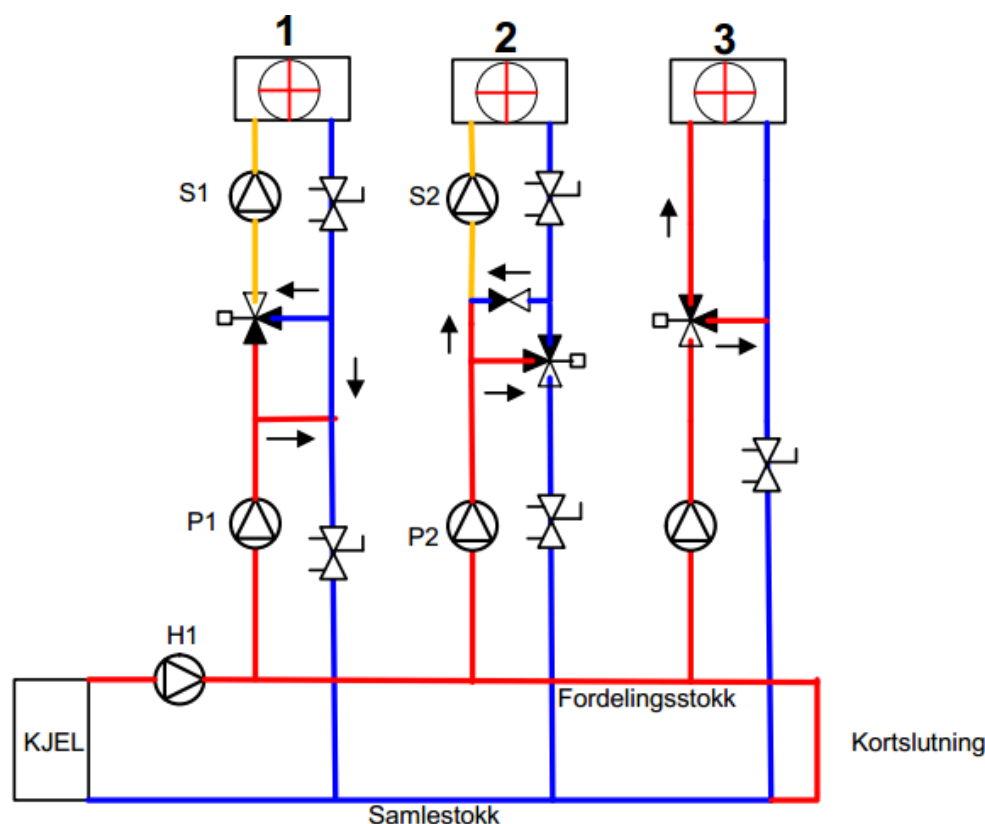 1
2
3
S1
S2
P1
P2
H1
Fordelingsstokk
KJEL
Kortslutning
Samlestokk